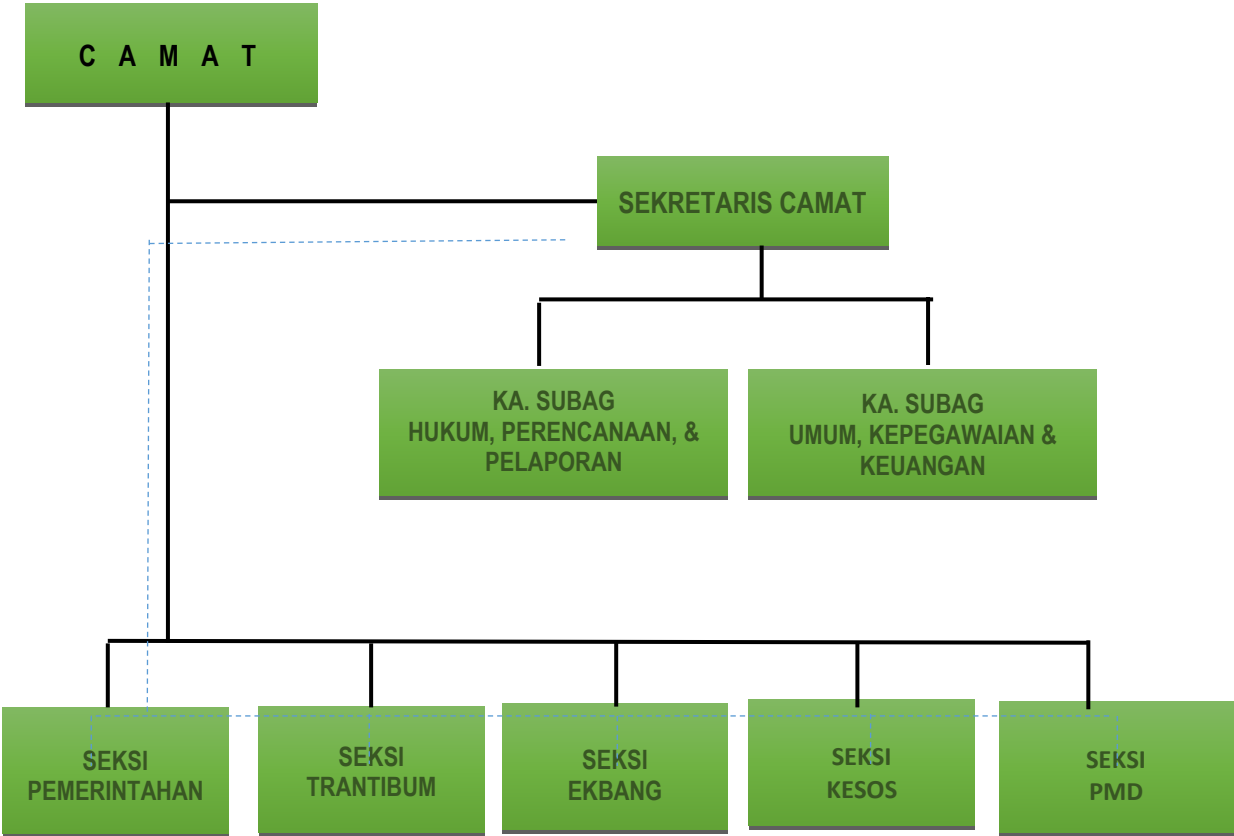 C A M A T
SEKRETARIS CAMAT
KA. SUBAG
HUKUM, PERENCANAAN, &
PELAPORAN
KA. SUBAG
UMUM, KEPEGAWAIAN &
KEUANGAN
SEKSI
PEMERINTAHAN
SEKSI
TRANTIBUM
SEKSI
EKBANG
SEKSI
KESOS
SEKSI
PMD